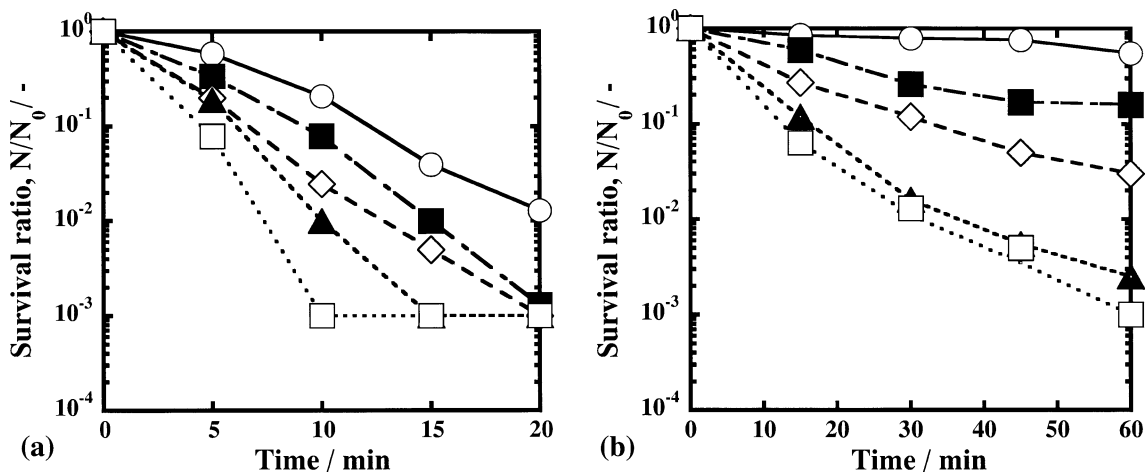 10^0
10^-1
10^-2
10^-3
10^-4
Survival ratio, N/N_0/ -
0 5 10 15 20
Time / min
(a)
10^0
10^-1
10^-2
10^-3
10^-4
Survival ratio, N/N_0/ -
0 10 20 30 40 50 60
Time / min
(b)